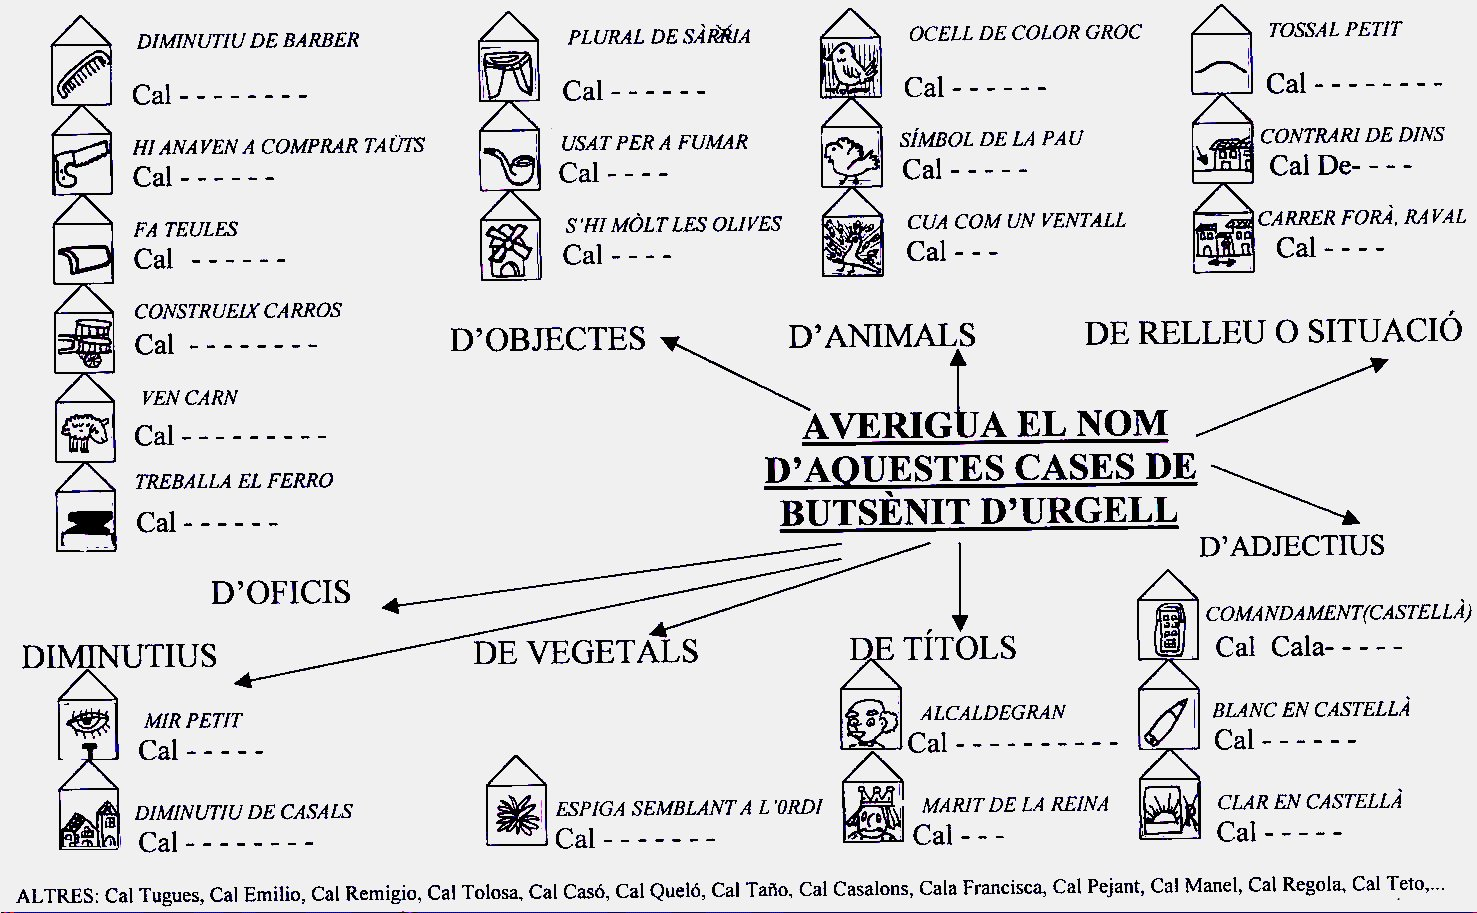 DIMINUTIU DE BARBER
Cal - - - - - - - -
HI ANAVEN A COMPRAR TAÜTS
Cal - - - - - -
FA TEULES
Cal - - - - - -
CONSTRUEIX CARROS
Cal - - - - - - - -
VEN CARN
Cal - - - - - - - - -
TREBALLA EL FERRO
Cal - - - - - -
D'OFICIS
PLURAL DE SÀRRIA
Cal - - - - - -
USAT PER A FUMAR
Cal - - - -
S'HI MÒLT LES OLIVES
Cal - - - -
D'OBJECTES
OCELL DE COLOR GROC
Cal - - - - - -
SÍMBOL DE LA PAU
Cal - - - - -
CUA COM UN VENTALL
Cal - - -
D'ANIMALS
TOSSAL PETIT
Cal - - - - - - - -
CONTRARI DE DINS
Cal De- - - -
CARRER FORÀ, RAVAL
Cal - - - -
DE RELLEU O SITUACIÓ
AVERIGUA EL NOM
D'AQUESTES CASES DE
BUTSÈNIT D'URGELL
DIMINUTIUS
MIR PETIT
Cal - - - - -
DIMINUTIU DE CASALS
Cal - - - - - - - -
DE VEGETALS
ESPIGA SEMBLANT A L'0RDI
Cal - - - - - - -
DE TÍTOLS
ALCALDEGRAN
Cal - - - - - - - - - - -
MARIT DE LA REINA
Cal - - -
D'ADJECTIUS
COMANDAMENT(CASTELLÀ)
Cal Cala- - - - -
BLANC EN CASTELLÀ
Cal - - - - - -
CLAR EN CASTELLÀ
Cal - - - - -
ALTRES: Cal Tugues, Cal Emilio, Cal Remigio, Cal Tolosa, Cal Casó, Cal Queló, Cal Taño, Cal Casalons, Cala Francisca, Cal Pejant, Cal Manel, Cal Regola, Cal Teto,...